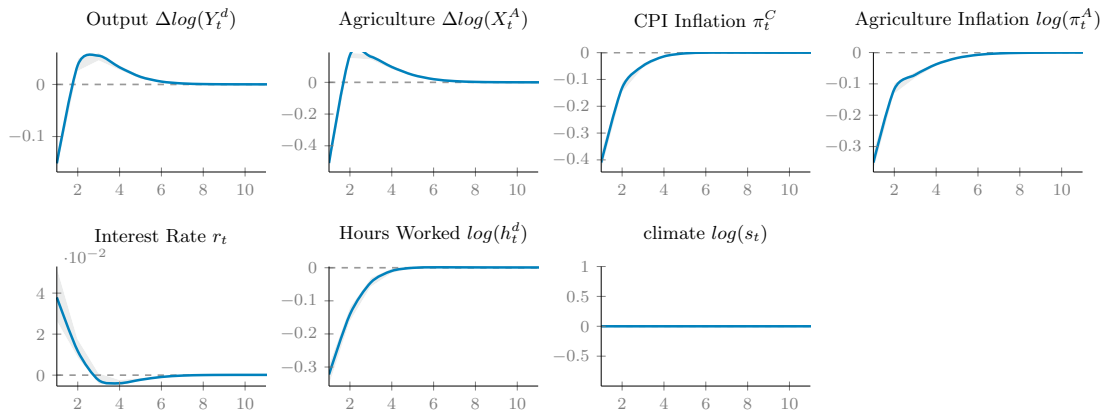 Output Δlog(Y_t^d)
0
−0.1
2 4 6 8 10
Agriculture Δlog(X_t^A)
0
−0.2
−0.4
2 4 6 8 10
CPI Inflation π_t^C
0
−0.1
−0.2
−0.3
−0.4
2 4 6 8 10
Agriculture Inflation log(π_t^A)
0
−0.1
−0.2
−0.3
2 4 6 8 10
Interest Rate r_t
·10^−2
4
2
0
2 4 6 8 10
Hours Worked log(h_t^d)
0
−0.1
−0.2
−0.3
2 4 6 8 10
climate log(s_t)
1
0.5
0
−0.5
2 4 6 8 10